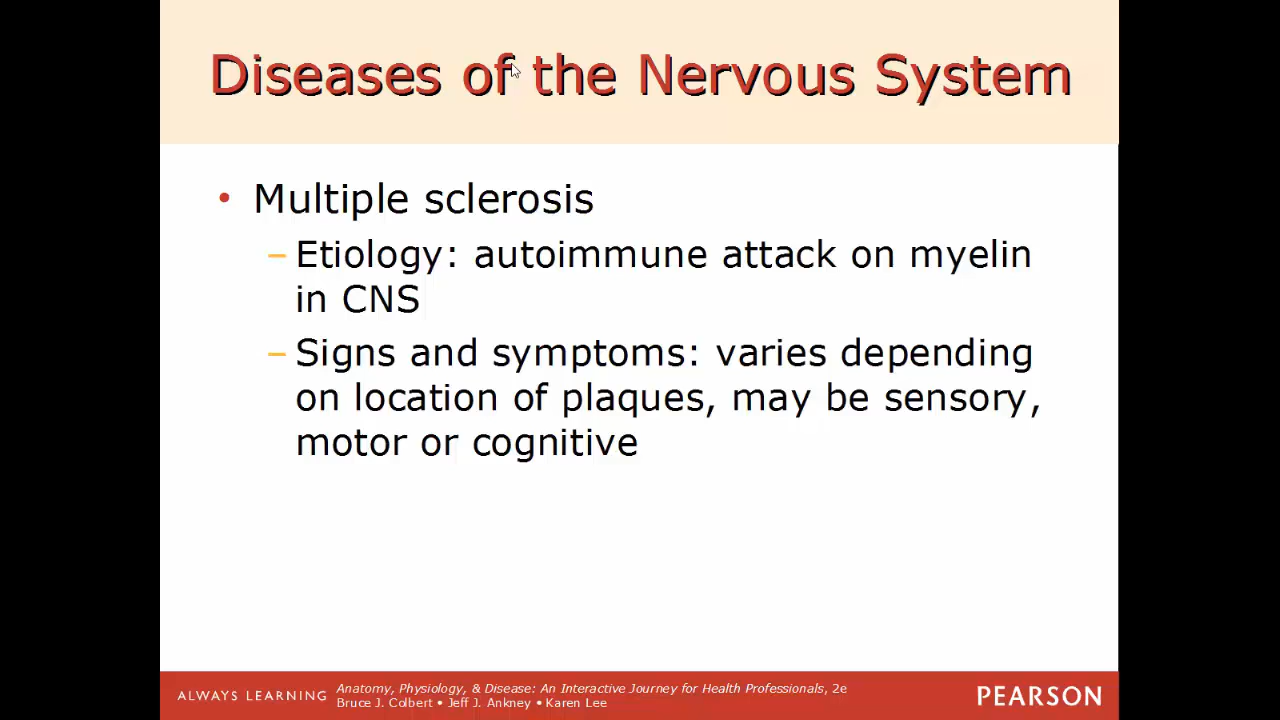 Diseases of the Nervous System
• Multiple sclerosis
– Etiology: autoimmune attack on myelin
in CNS
– Signs and symptoms: varies depending
on location of plaques, may be sensory,
motor or cognitive
ALWAYS LEARNING
Anatomy, Physiology, & Disease: An Interactive Journey for Health Professionals, 2e
Bruce J. Colbert • Jeff J. Ankney • Karen Lee
PEARSON